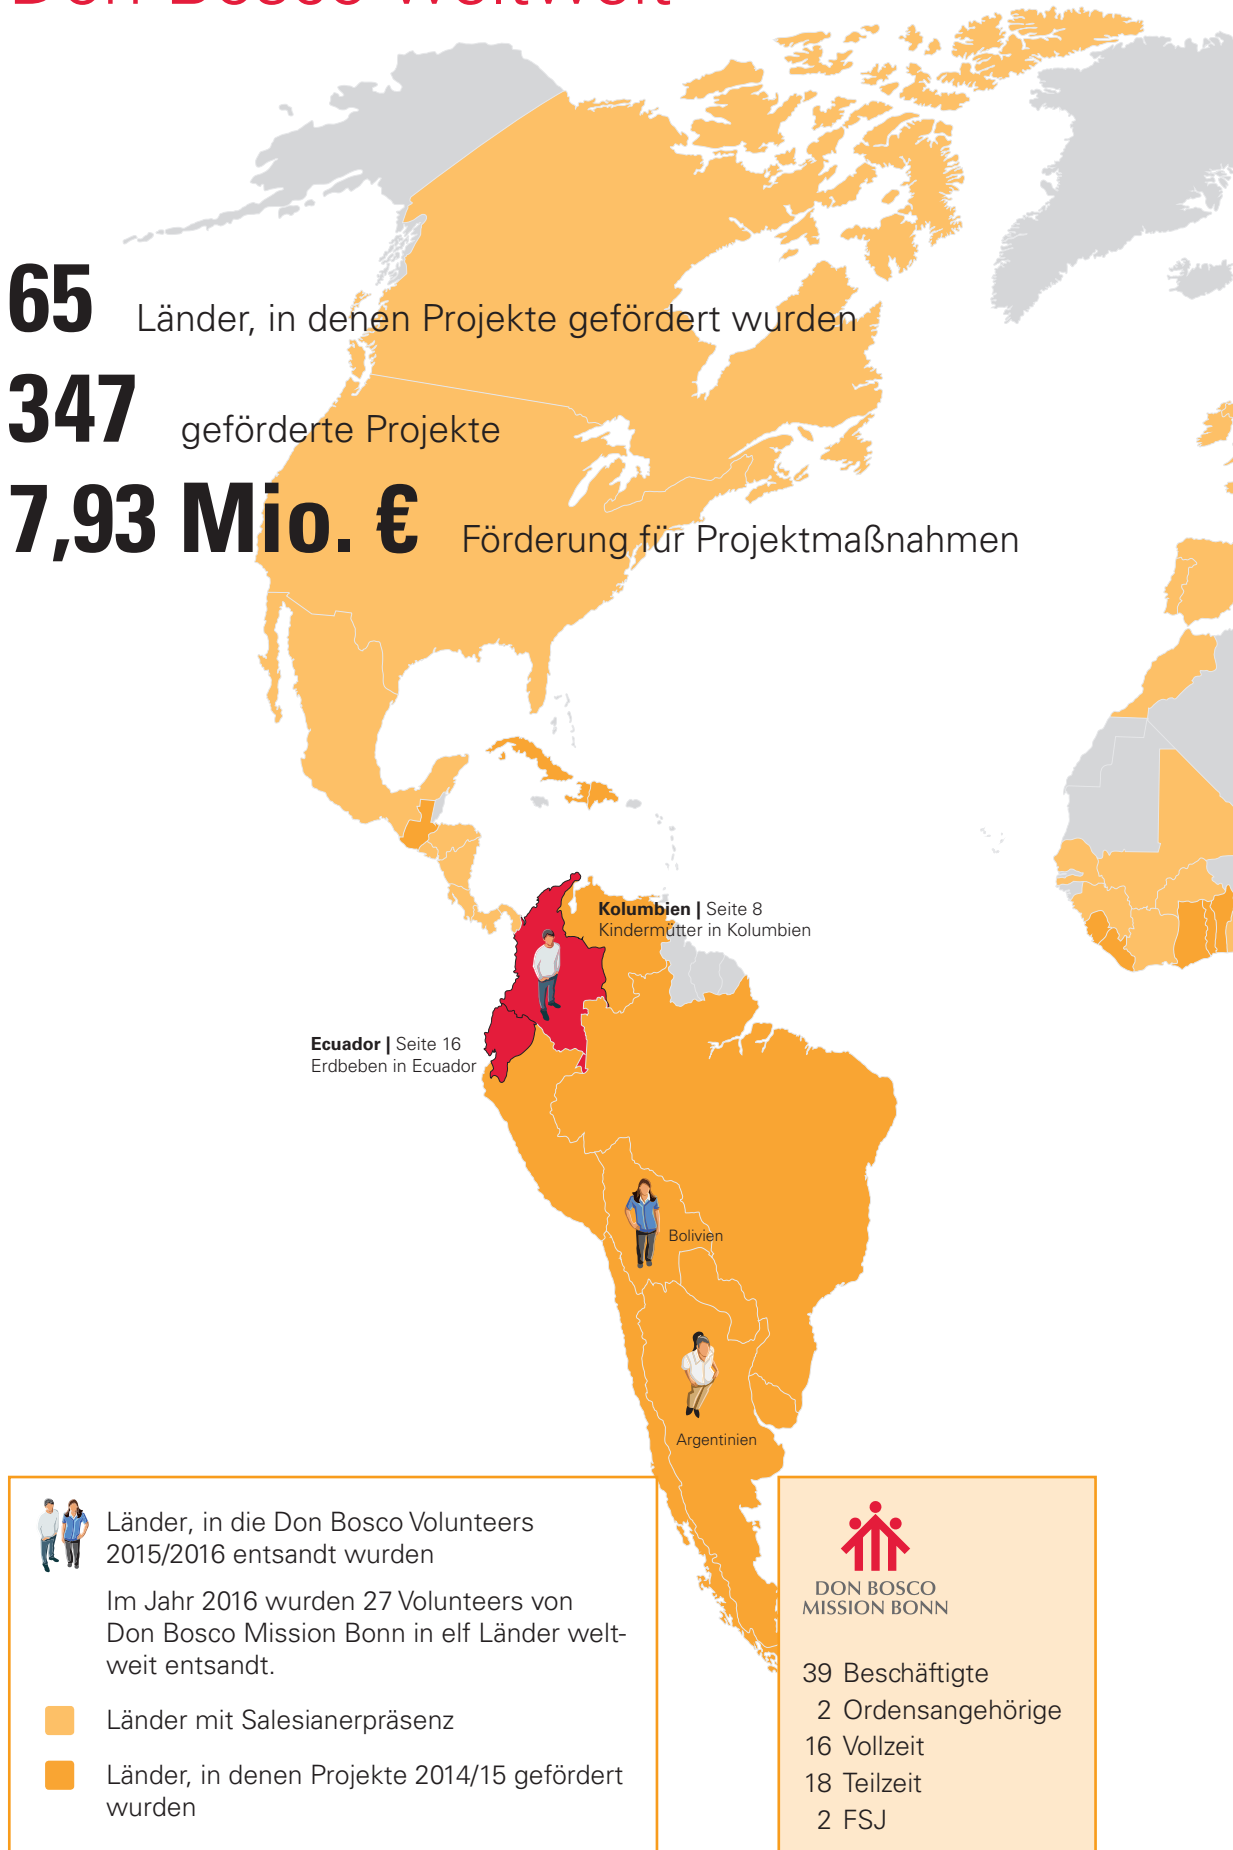 Don Bosco weltweit
65 Länder, in denen Projekte gefördert wurden
347 geförderte Projekte
7,93 Mio. € Förderung für Projektmaßnahmen
Kolumbien | Seite 8
Kindermütter in Kolumbien
Ecuador | Seite 16
Erdbeben in Ecuador
Bolivien
Argentinien
Länder, in die Don Bosco Volunteers
2015/2016 entsandt wurden
Im Jahr 2016 wurden 27 Volunteers von
Don Bosco Mission Bonn in elf Länder welt-
weit entsandt.
Länder mit Salesianerpräsenz
Länder, in denen Projekte 2014/15 gefördert
wurden
DON BOSCO
MISSION BONN
39 Beschäftigte
2 Ordensangehörige
16 Vollzeit
18 Teilzeit
2 FSJ